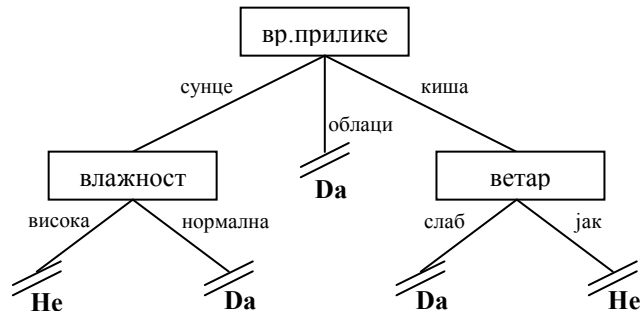 вр.прилике
сунце
киша
облаци
Da
влажност
ветар
висока
нормална
слаб
јак
Не
Da
Da
Не